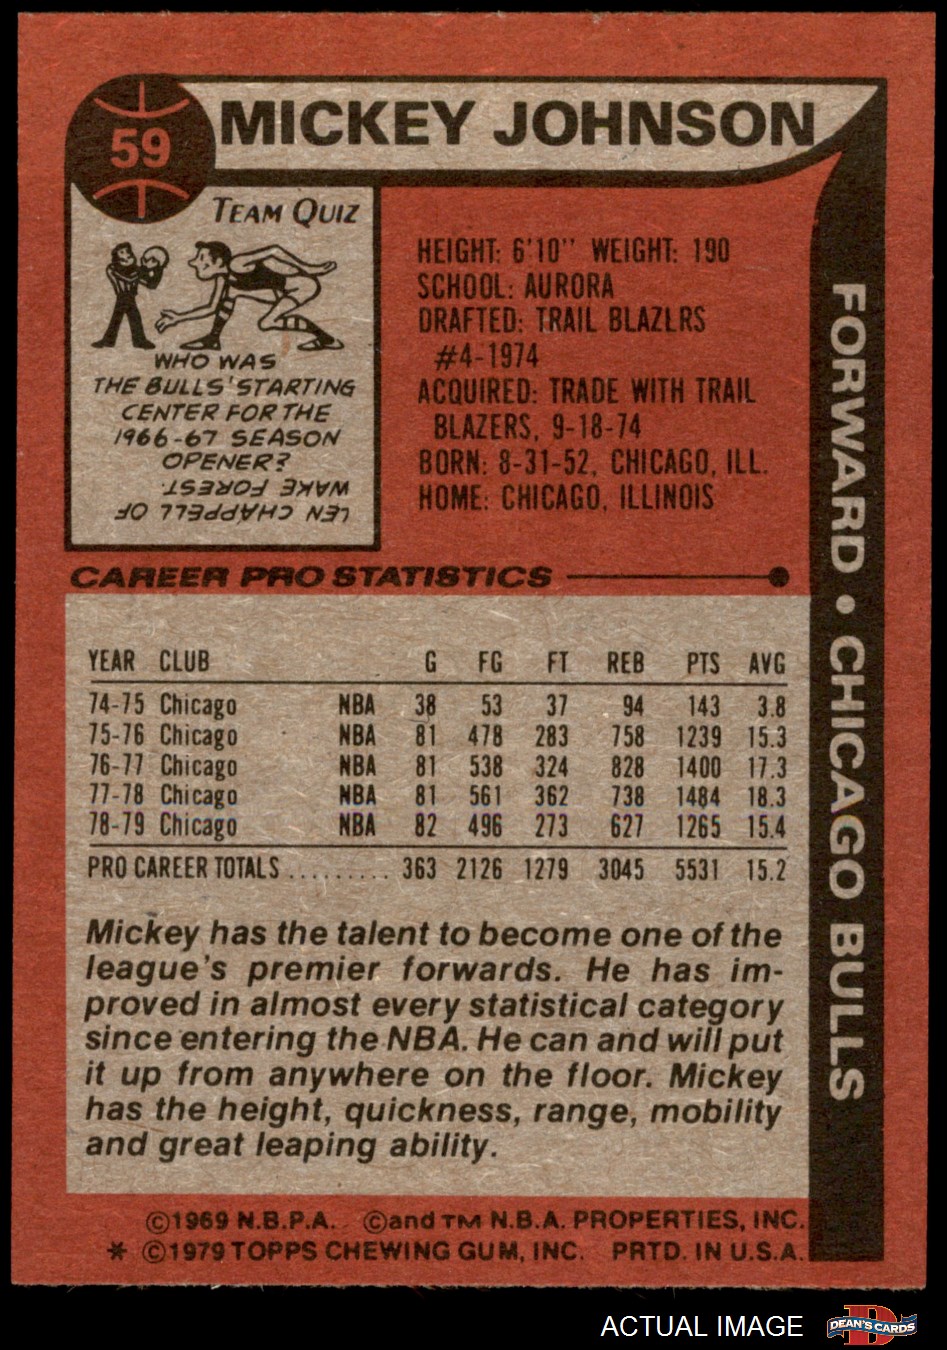 59
MICKEY JOHNSON
TEAM QUIZ
WHO WAS
THE BULLS' STARTING
CENTER FOR THE
1966-67 SEASON
OPENER?
LEN CHAPPELL OF
WAKE FOREST.
HEIGHT: 6'10" WEIGHT: 190
SCHOOL: AURORA
DRAFTED: TRAIL BLAZLRS
#4-1974
ACQUIRED: TRADE WITH TRAIL
BLAZERS, 9-18-74
BORN: 8-31-52, CHICAGO, ILL.
HOME: CHICAGO, ILLINOIS
FORWARD • CHICAGO BULLS
CAREER PRO STATISTICS
YEAR CLUB G FG FT REB PTS AVG
74-75 Chicago NBA 38 53 37 94 143 3.8
75-76 Chicago NBA 81 478 283 758 1239 15.3
76-77 Chicago NBA 81 538 324 828 1400 17.3
77-78 Chicago NBA 81 561 362 738 1484 18.3
78-79 Chicago NBA 82 496 273 627 1265 15.4
PRO CAREER TOTALS ......... 363 2126 1279 3045 5531 15.2
Mickey has the talent to become one of the
league's premier forwards. He has im-
proved in almost every statistical category
since entering the NBA. He can and will put
it up from anywhere on the floor. Mickey
has the height, quickness, range, mobility
and great leaping ability.
©1969 N.B.P.A. ©and TM N.B.A. PROPERTIES, INC.
* ©1979 TOPPS CHEWING GUM, INC. PRTD. IN U.S.A.
ACTUAL IMAGE
D
DEAN'S CARDS